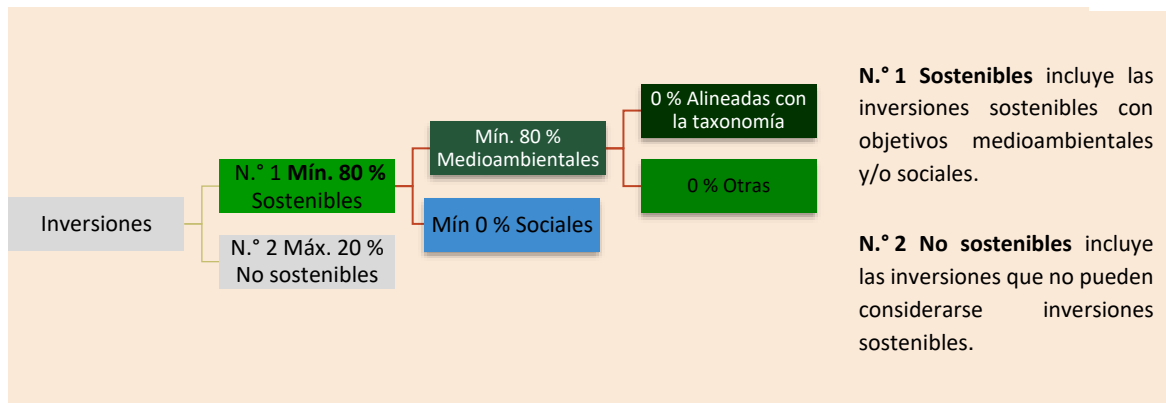 Inversiones
N.° 1 Mín. 80 %
Sostenibles
N.° 2 Máx. 20 %
No sostenibles
Mín. 80 %
Medioambientales
Mín 0 % Sociales
0 % Alineadas con
la taxonomía
0 % Otras
N.° 1 Sostenibles incluye las
inversiones sostenibles con
objetivos medioambientales
y/o sociales.
N.° 2 No sostenibles incluye
las inversiones que no pueden
considerarse inversiones
sostenibles.